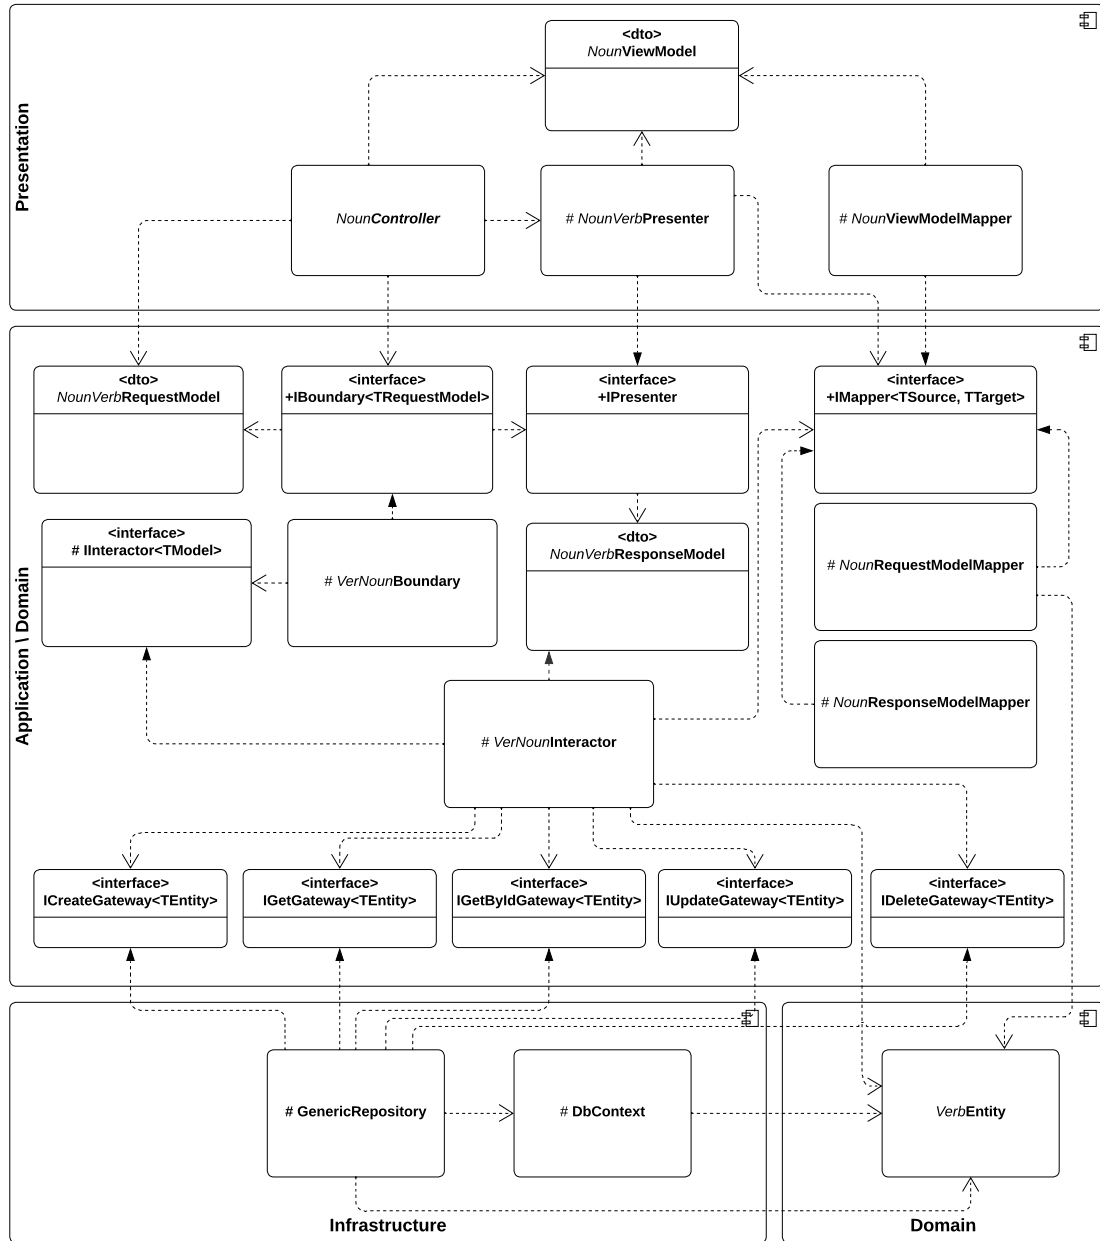 Presentation
<dto>
NounViewModel
NounController
# NounVerbPresenter
# NounViewModelMapper
Application \ Domain
<dto>
NounVerbRequestModel
<interface>
+IBoundary<TRequestModel>
<interface>
+IPresenter
<interface>
+IMapper<TSource, TTarget>
<interface>
# IInteractor<TModel>
# VerNounBoundary
<dto>
NounVerbResponseModel
# NounRequestModelMapper
# NounResponseModelMapper
# VerNounInteractor
<interface>
ICreateGateway<TEntity>
<interface>
IGetGateway<TEntity>
<interface>
IGetByIdGateway<TEntity>
<interface>
IUpdateGateway<TEntity>
<interface>
IDeleteGateway<TEntity>
# GenericRepository
# DbContext
VerbEntity
Infrastructure
Domain